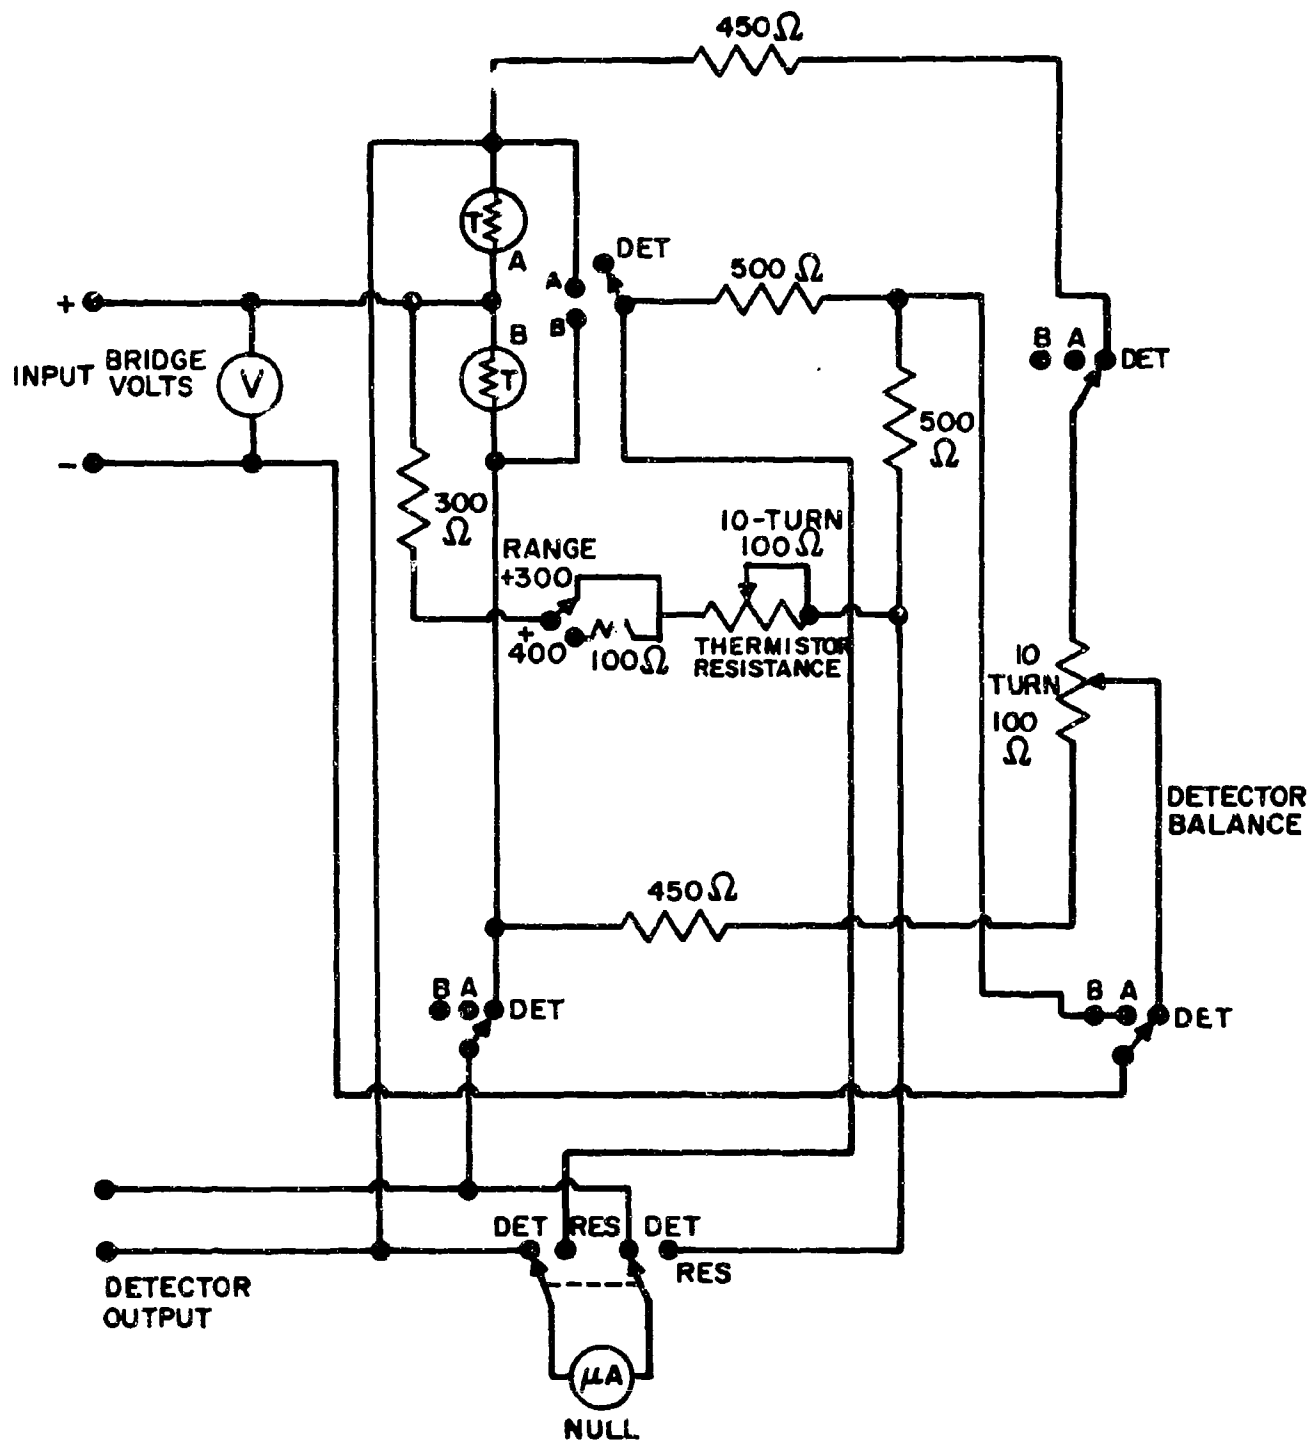 450Ω
T
A
DET
A
500Ω
+
B
B
B A
DET
INPUT
BRIDGE
VOLTS
V
T
500
Ω
-
300
Ω
10-TURN
100Ω
RANGE
+300
+
400
100Ω
THERMISTOR
RESISTANCE
10
TURN
100
Ω
DETECTOR
BALANCE
450Ω
B A
DET
B A
DET
DET RES DET
RES
DETECTOR
OUTPUT
μA
NULL